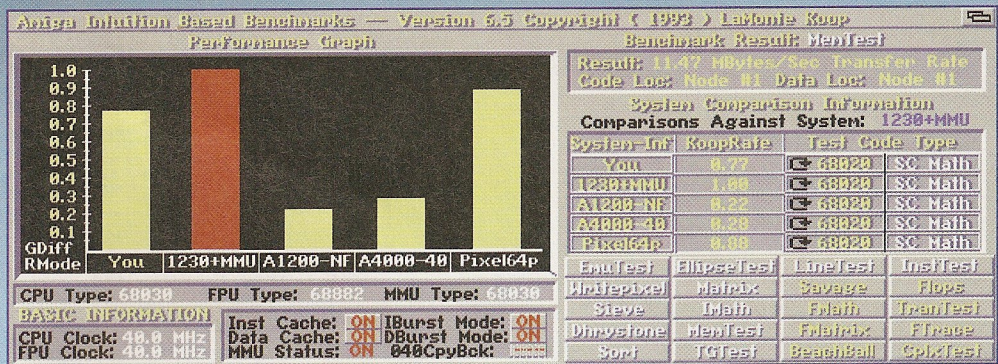 Amiga Intuition Based Benchmarks — Version 6.5 Copyright ( 1993 ) LaMonte Koop
Performance Graph
1.0
0.9
0.8
0.7
0.6
0.5
0.4
0.3
0.2
0.1
GDiff
RMode
You
1230+MMU
A1200-NF
A4000-40
Pixel64p
CPU Type: 68030 FPU Type: 68882 MMU Type: 68030
BASIC INFORMATION
CPU Clock: 40.0 MHz
FPU Clock: 40.0 MHz
Inst Cache: ON IBurst Mode: ON
Data Cache: ON DBurst Mode: ON
MMU Status: ON 040CpyBck:
Benchmark Result: MemTest
Result: 11.47 MBytes/Sec Transfer Rate
Code Loc: Node #1 Data Loc: Node #1
System Comparison Information
Comparisons Against System: 1230+MMU
System-Inf KoopRate Test Code Type
You 0.77 68020 SC Math
1230+MMU 1.00 68020 SC Math
A1200-NF 0.22 68020 SC Math
A4000-40 0.28 68020 SC Math
Pixel64p 0.88 68020 SC Math
EmuTest EllipseTest LineTest InstTest
Writepixel Matrix Savage Flops
Sieve IMath FMath TranTest
Dhrystone MemTest FMatrix FTrace
Sort TGTest BeachBall CplxTest